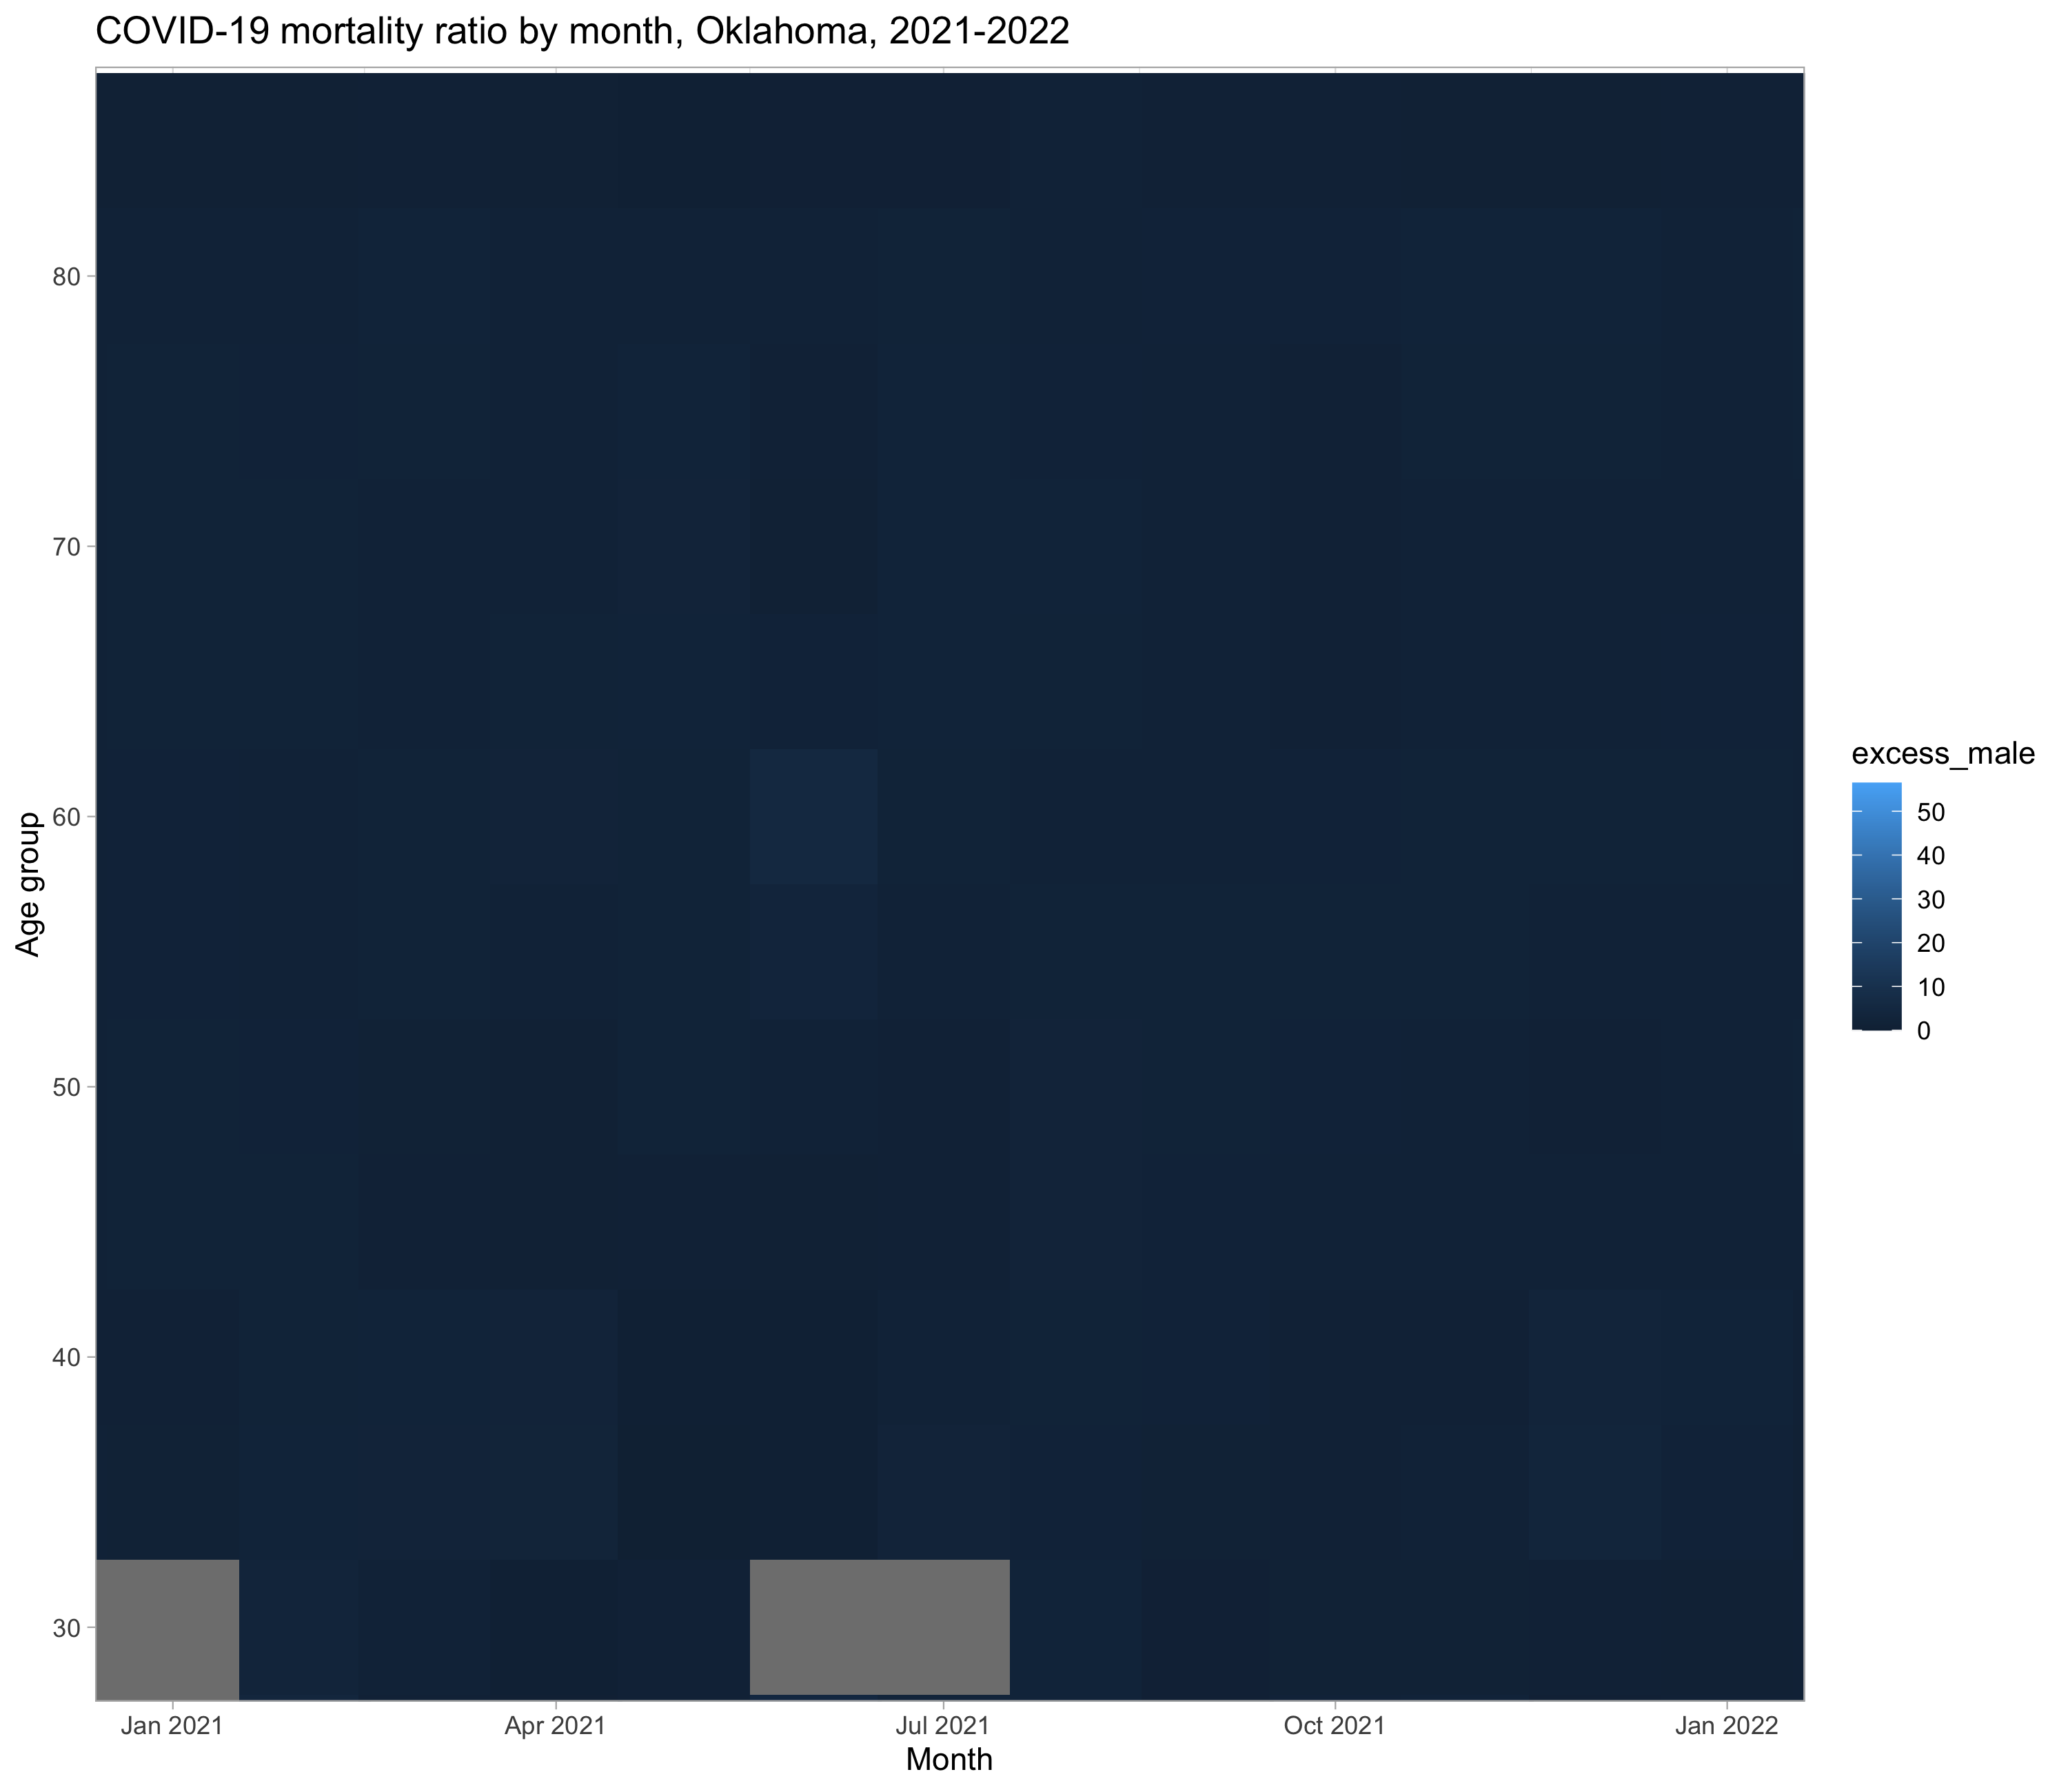 COVID-19 mortality ratio by month, Oklahoma, 2021-2022
80
70
60
50
40
30
Age group
Jan 2021 Apr 2021 Jul 2021 Oct 2021 Jan 2022
Month
excess_male
50
40
30
20
10
0